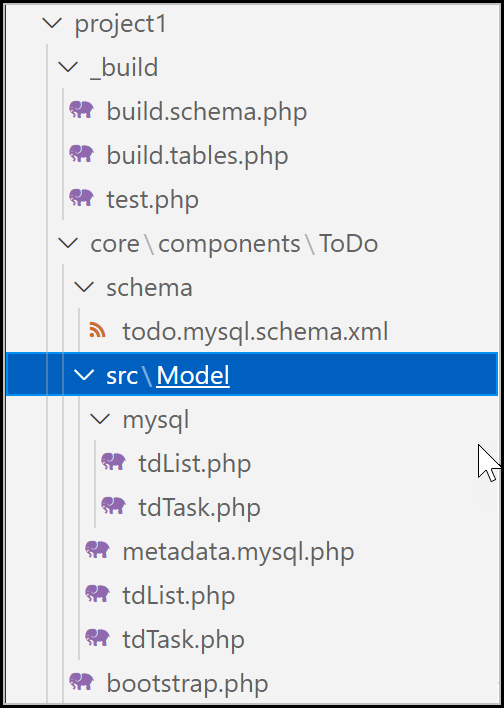 project1
_build
build.schema.php
build.tables.php
test.php
core\components\ToDo
schema
todo.mysql.schema.xml
src\Model
mysql
tdList.php
tdTask.php
metadata.mysql.php
tdList.php
tdTask.php
bootstrap.php